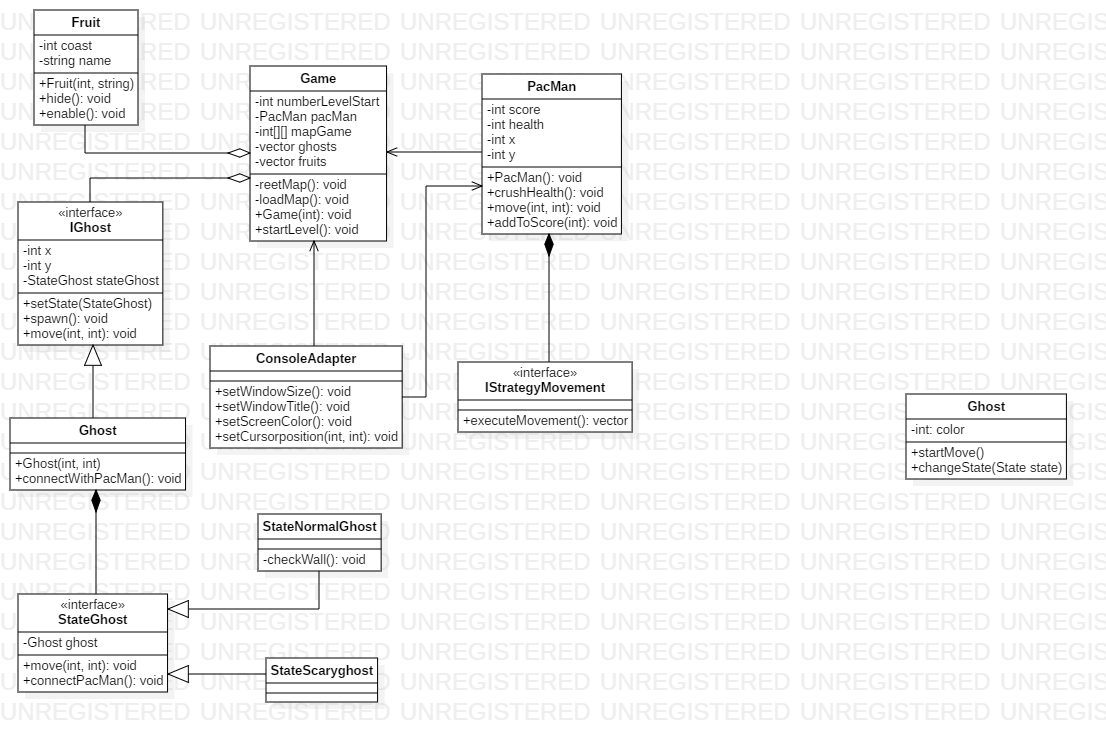 Fruit
-int coast
-string name
+Fruit(int, string)
+hide(): void
+enable(): void
Game
-int numberLevelStart
-PacMan pacMan
-int[][] mapGame
-vector ghosts
-vector fruits
-reetMap(): void
-loadMap(): void
+Game(int): void
+startLevel(): void
PacMan
-int score
-int health
-int x
-int y
+PacMan(): void
+crushHealth(): void
+move(int, int): void
+addToScore(int): void
«interface»
IGhost
-int x
-int y
-StateGhost stateGhost
+setState(StateGhost)
+spawn(): void
+move(int, int): void
ConsoleAdapter
+setWindowSize(): void
+setWindowTitle(): void
+setScreenColor(): void
+setCursorposition(int, int): void
«interface»
IStrategyMovement
+executeMovement(): vector
Ghost
-int: color
+startMove()
+changeState(State state)
Ghost
+Ghost(int, int)
+connectWithPacMan(): void
StateNormalGhost
-checkWall(): void
«interface»
StateGhost
-Ghost ghost
+move(int, int): void
+connectPacMan(): void
StateScaryghost
UNREGISTERED